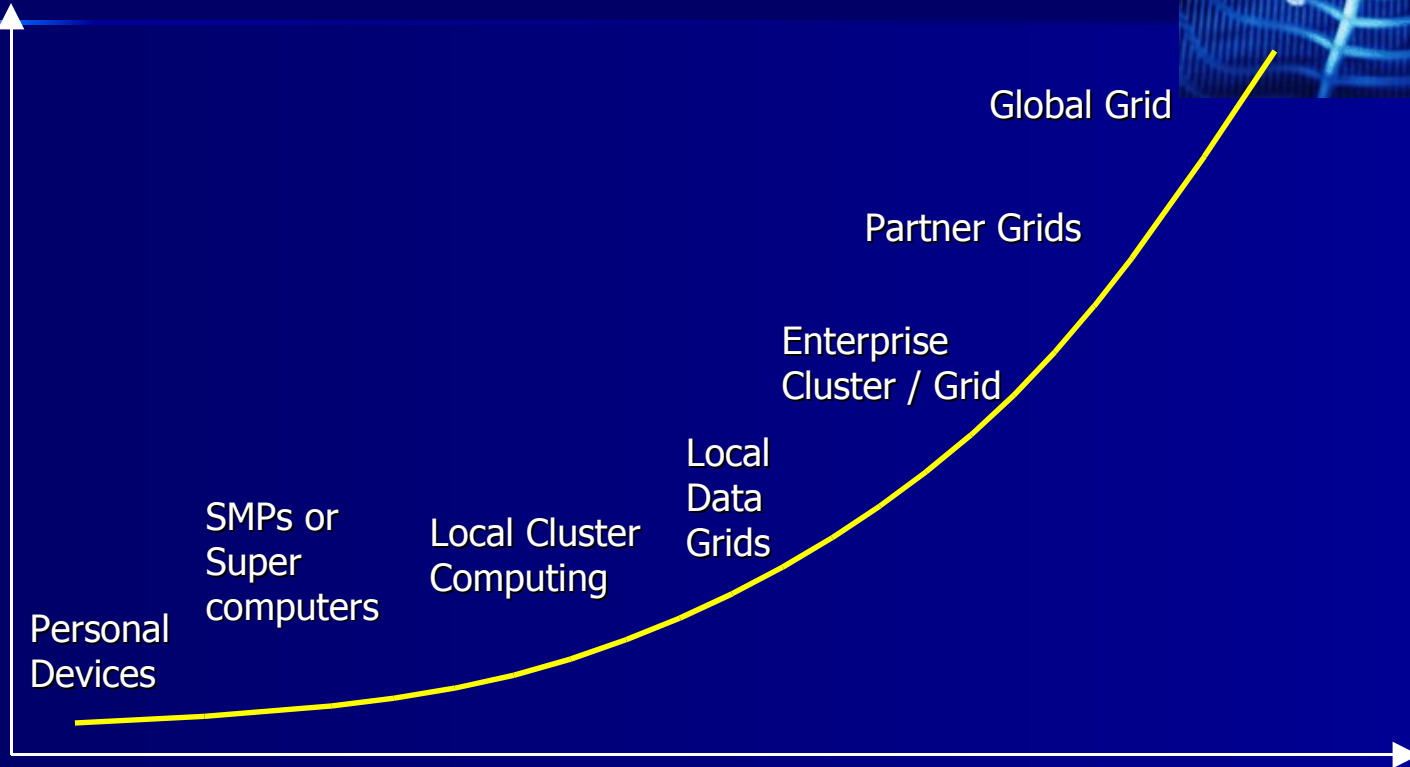 Global Grid
Partner Grids
Enterprise
Cluster / Grid
Local
Data
Grids
SMPs or
Super
computers
Local Cluster
Computing
Personal
Devices